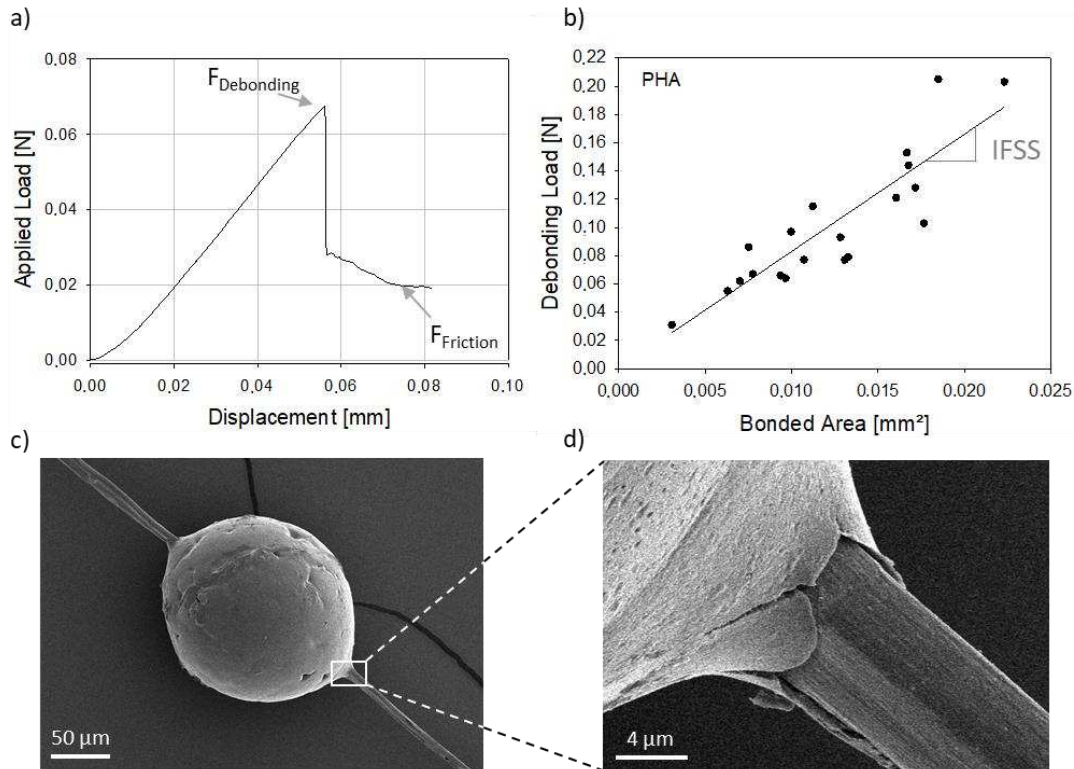 a)
0.08
0.06
0.04
0.02
0.00
Applied Load [N]
F Debonding
F Friction
0.00 0.02 0.04 0.06 0.08 0.10
Displacement [mm]
b)
0.22
0.20
0.18
0.16
0.14
0.12
0.10
0.08
0.06
0.04
0.02
0.00
Debonding Load [N]
PHA
IFSS
0.000 0.005 0.010 0.015 0.020 0.025
Bonded Area [mm²]
c)
50 µm
d)
4 µm